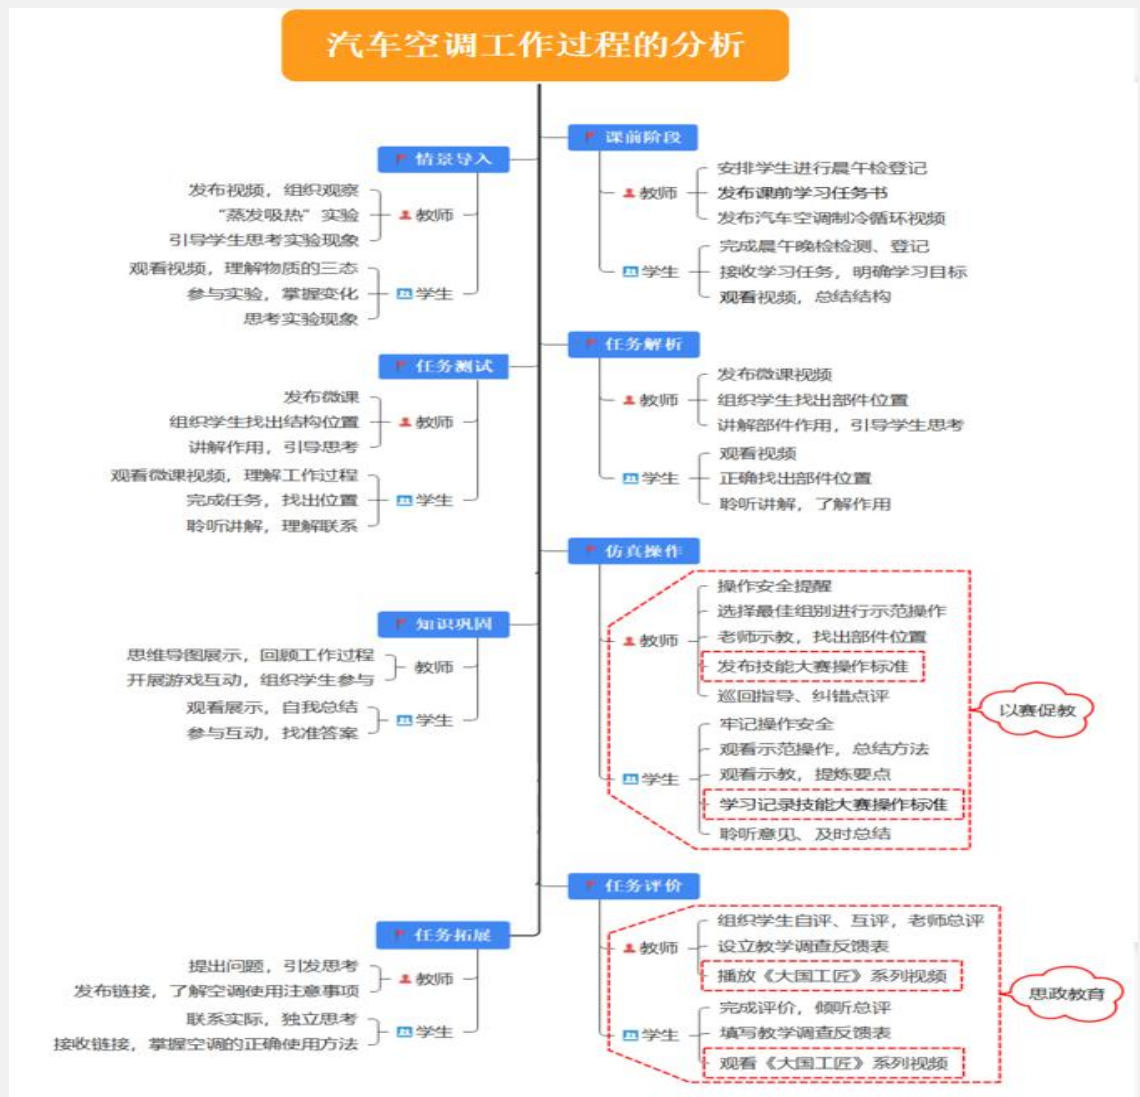 汽车空调工作过程的分析
课前阶段
教师
安排学生进行晨午检登记
发布课前学习任务书
发布汽车空调制冷循环视频
学生
完成晨午晚检检测、登记
接收学习任务，明确学习目标
观看视频，总结结构
情景导入
教师
发布视频，组织观察
“蒸发吸热”实验
引导学生思考实验现象
学生
观看视频，理解物质的三态
参与实验，掌握变化
思考实验现象
任务解析
教师
发布微课视频
组织学生找出部件位置
讲解部件作用，引导学生思考
学生
观看视频
正确找出部件位置
聆听讲解，了解作用
任务测试
教师
发布微课
组织学生找出结构位置
讲解作用，引导思考
学生
观看微课视频，理解工作过程
完成任务，找出位置
聆听讲解，理解联系
仿真操作
教师
操作安全提醒
选择最佳组别进行示范操作
老师示教，找出部件位置
发布技能大赛操作标准
巡回指导、纠错点评
学生
牢记操作安全
观看示范操作，总结方法
观看示教，提炼要点
学习记录技能大赛操作标准
聆听意见、及时总结
以赛促教
知识巩固
教师
思维导图展示，回顾工作过程
开展游戏互动，组织学生参与
学生
观看展示，自我总结
参与互动，找准答案
任务评价
教师
组织学生自评、互评，老师总评
设立教学调查反馈表
播放《大国工匠》系列视频
学生
完成评价，倾听总评
填写教学调查反馈表
观看《大国工匠》系列视频
思政教育
任务拓展
教师
提出问题，引发思考
发布链接，了解空调使用注意事项
学生
联系实际，独立思考
接收链接，掌握空调的正确使用方法